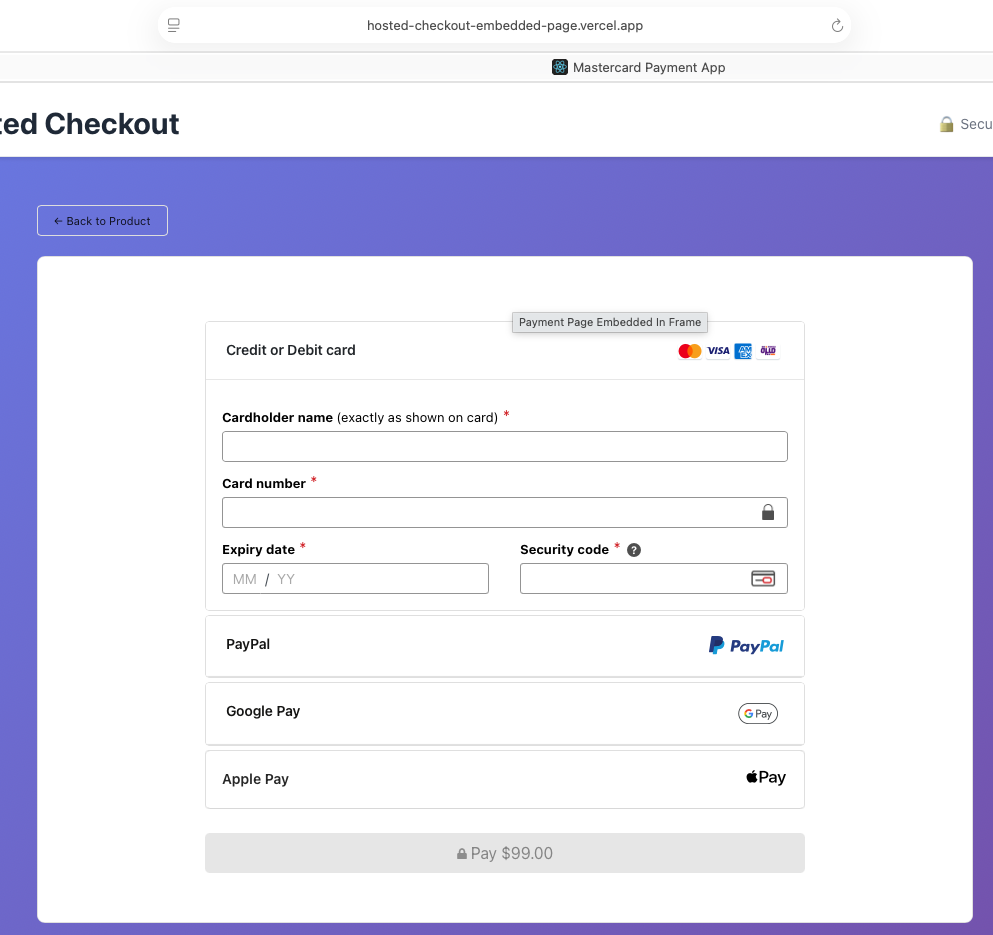 hosted-checkout-embedded-page.vercel.app
Mastercard Payment App
ted Checkout
Secu
← Back to Product
Payment Page Embedded In Frame
Credit or Debit card
VISA
AM
EX
Cardholder name (exactly as shown on card) *
Card number *
Expiry date *
Security code * ?
MM / YY
PayPal
PayPal
Google Pay
G Pay
Apple Pay
Pay
Pay $99.00